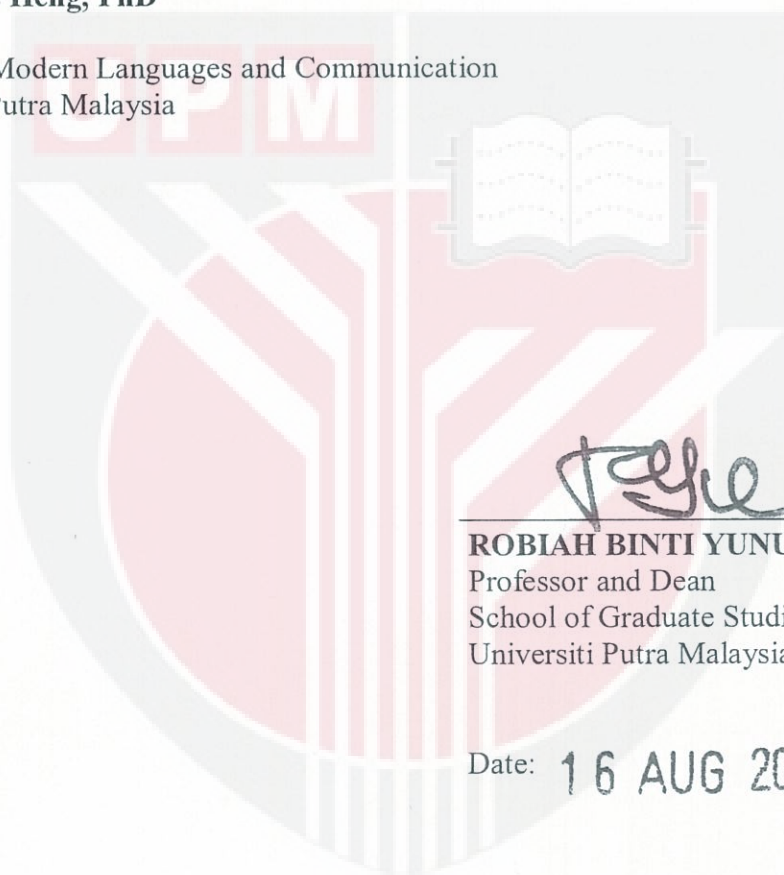 Heng, PhD
Modern Languages and Communication
Putra Malaysia
UPM
ROBIAH BINTI YUNU
Professor and Dean
School of Graduate Studi
Universiti Putra Malaysia
Date: 16 AUG 20